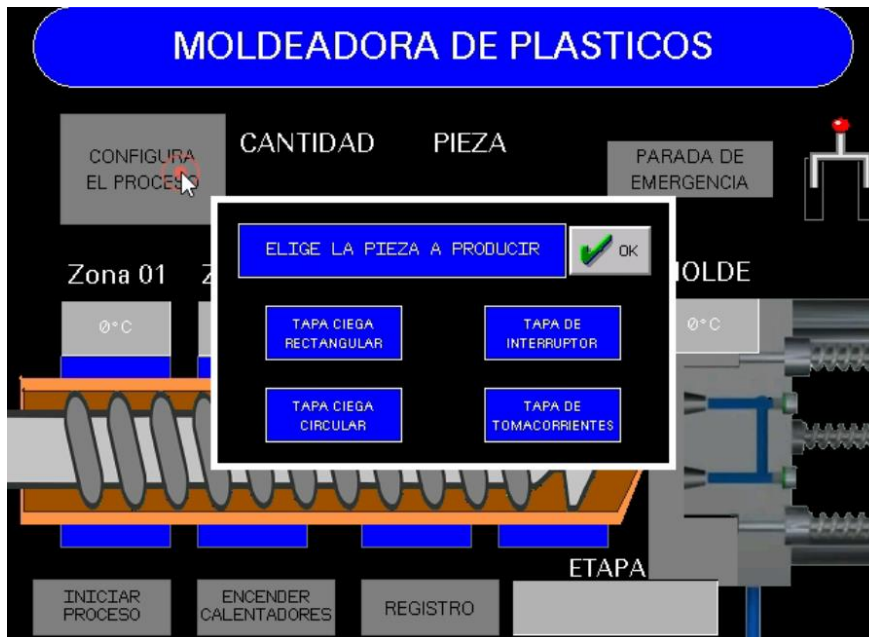 MOLDEADORA DE PLASTICOS
CONFIGURA
EL PROCESO
CANTIDAD
PIEZA
PARADA DE
EMERGENCIA
ELIGE LA PIEZA A PRODUCIR
OK
Zona 01
0°C
0°C
TAPA CIEGA
RECTANGULAR
TAPA DE
INTERRUPTOR
TAPA CIEGA
CIRCULAR
TAPA DE
TOMACORRIENTES
ETAPA
INICIAR
PROCESO
ENCENDER
CALENTADORES
REGISTRO